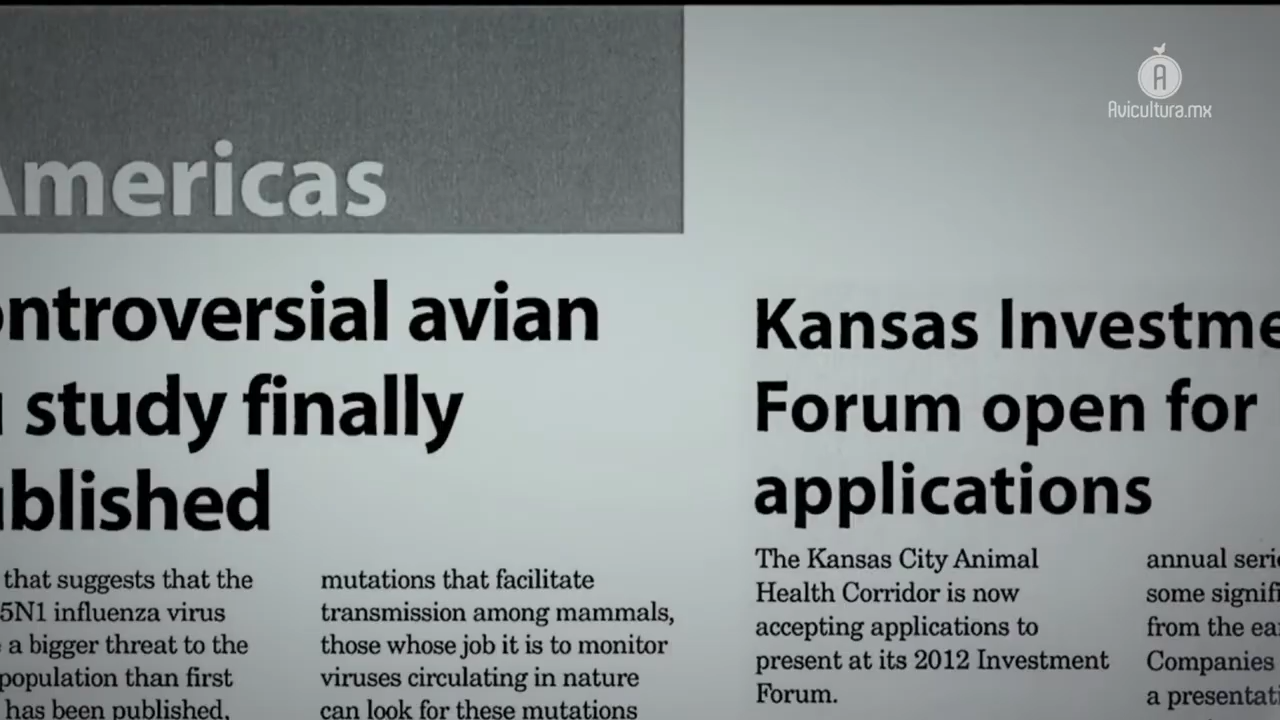 Avicultura.mx
Americas
ontroversial avian
study finally
blished
that suggests that the
5N1 influenza virus
a bigger threat to the
population than first
has been published,
mutations that facilitate
transmission among mammals,
those whose job it is to monitor
viruses circulating in nature
can look for these mutations
Kansas Investme
Forum open for
applications
The Kansas City Animal
Health Corridor is now
accepting applications to
present at its 2012 Investment
Forum.
annual seri
some signifi
from the ea
Companies
a presentati